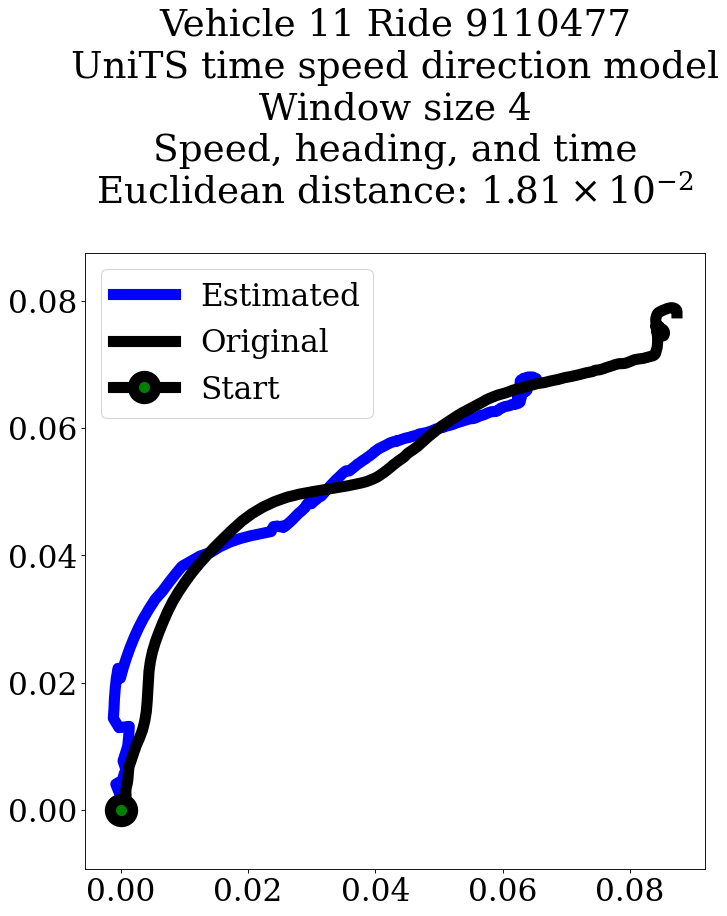 Vehicle 11 Ride 9110477
UniTS time speed direction model
Window size 4
Speed, heading, and time
Euclidean distance: 1.81 × 10⁻²
Estimated
Original
Start
0.08
0.06
0.04
0.02
0.00
0.00 0.02 0.04 0.06 0.08